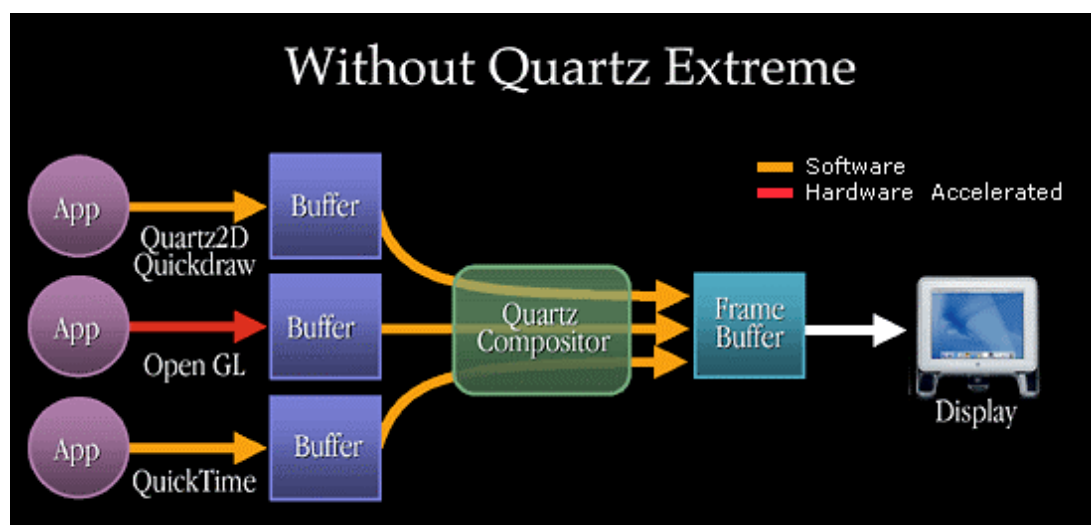 Without Quartz Extreme
Software
Hardware Accelerated
App
Quartz2D
Quickdraw
Buffer
App
Open GL
Buffer
Quartz
Compositor
Frame
Buffer
Display
App
QuickTime
Buffer